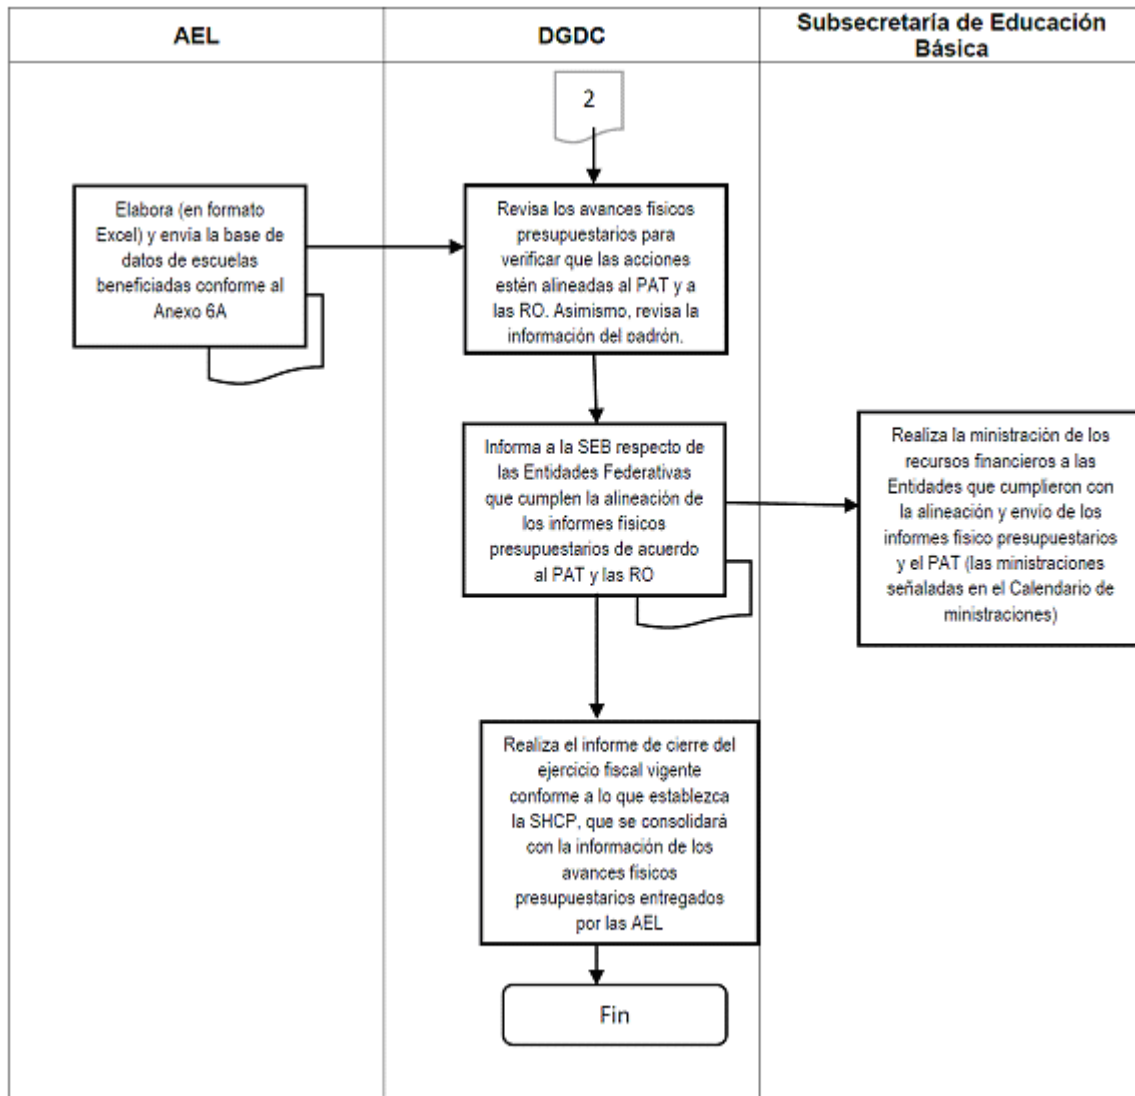 AEL
DGDC
Subsecretaría de Educación
Básica
2
Elabora (en formato
Excel) y envía la base de
datos de escuelas
beneficiadas conforme al
Anexo 6A
Revisa los avances físicos
presupuestarios para
verificar que las acciones
estén alineadas al PAT y a
las RO. Asimismo, revisa la
información del padrón.
Informa a la SEB respecto de
las Entidades Federativas
que cumplen la alineación de
los informes físicos
presupuestarios de acuerdo
al PAT y las RO
Realiza la ministración de los
recursos financieros a las
Entidades que cumplieron con
la alineación y envío de los
informes físico presupuestarios
y el PAT (las ministraciones
señaladas en el Calendario de
ministraciones)
Realiza el informe de cierre del
ejercicio fiscal vigente
conforme a lo que establezca
la SHCP, que se consolidará
con la información de los
avances físicos
presupuestarios entregados
por las AEL
Fin